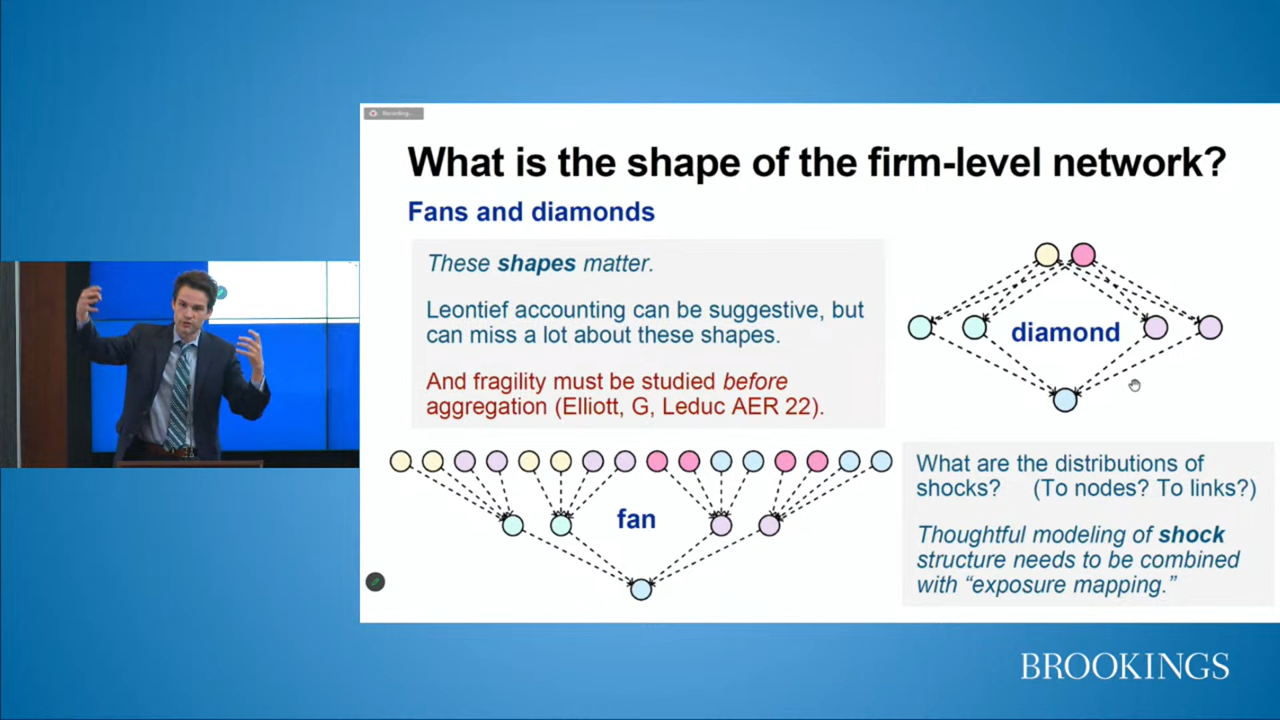 Recording...
What is the shape of the firm-level network?
Fans and diamonds
These shapes matter.
Leontief accounting can be suggestive, but
can miss a lot about these shapes.
And fragility must be studied before
aggregation (Elliott, G, Leduc AER 22).
diamond
fan
What are the distributions of
shocks? (To nodes? To links?)
Thoughtful modeling of shock
structure needs to be combined
with “exposure mapping.”
BROOKINGS